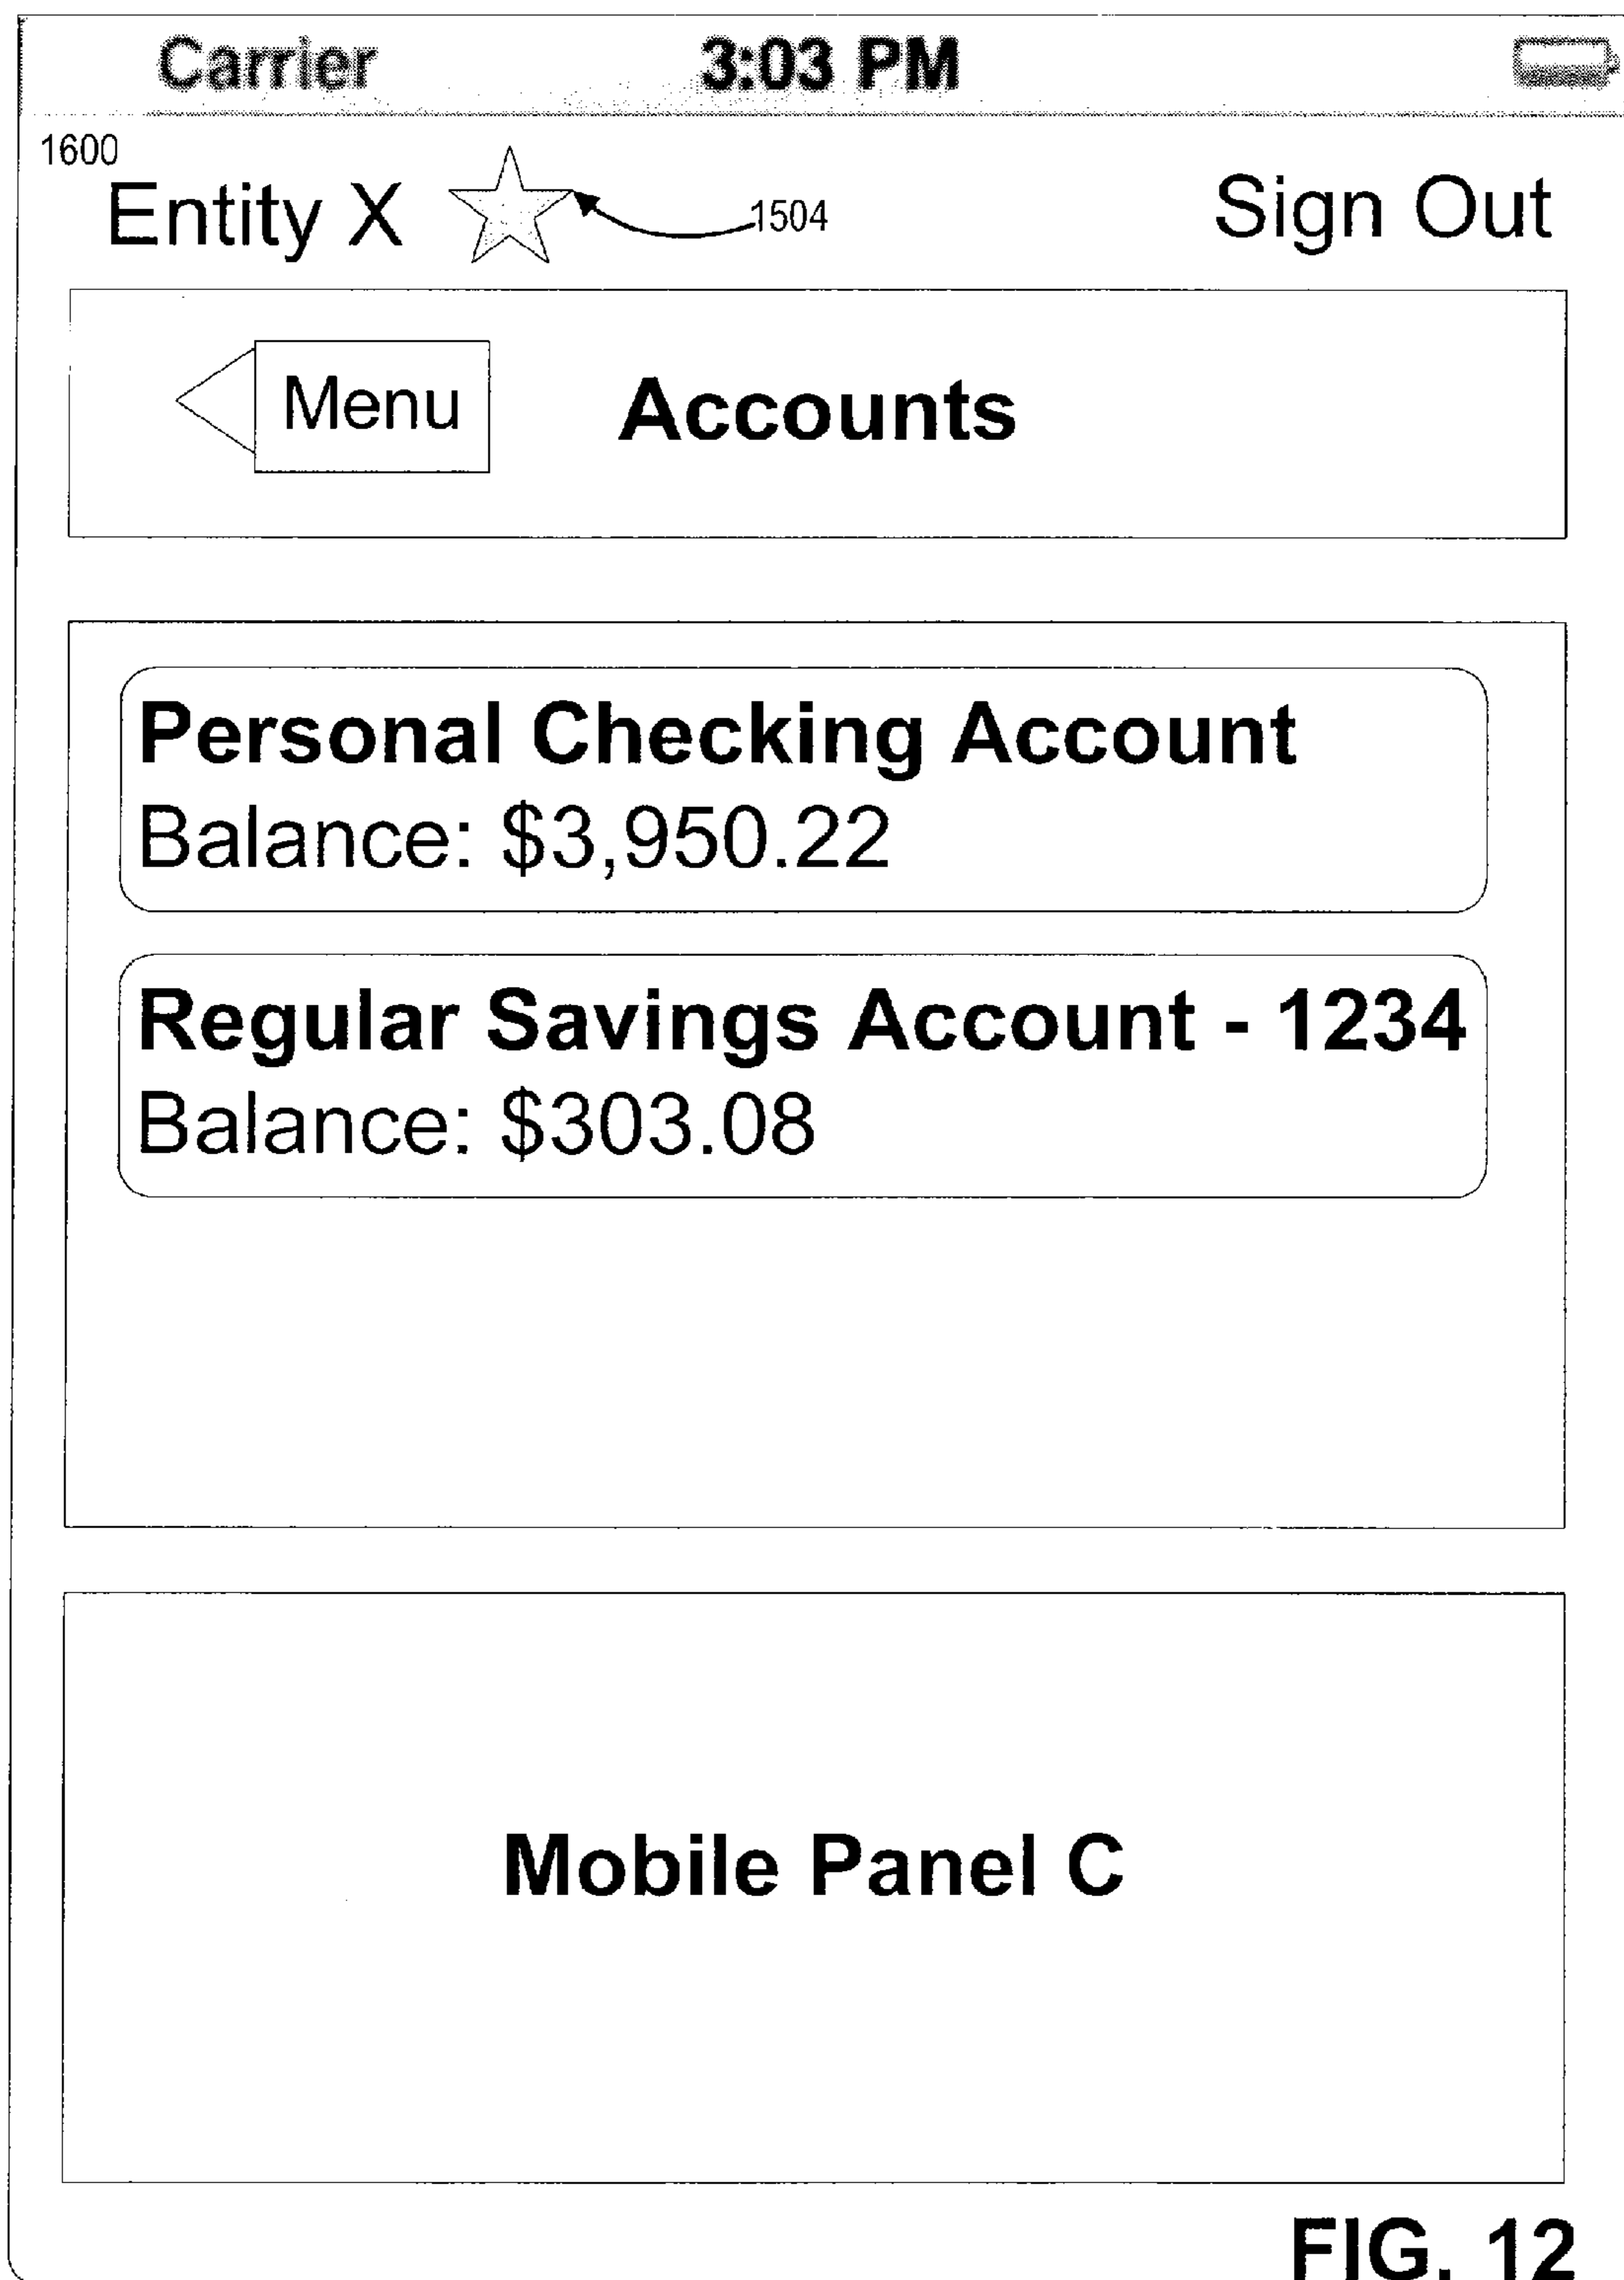 Carrier 3:03 PM
1600
Entity X 1504 Sign Out
Menu Accounts
Personal Checking Account
Balance: $3,950.22
Regular Savings Account - 1234
Balance: $303.08
Mobile Panel C
FIG. 12